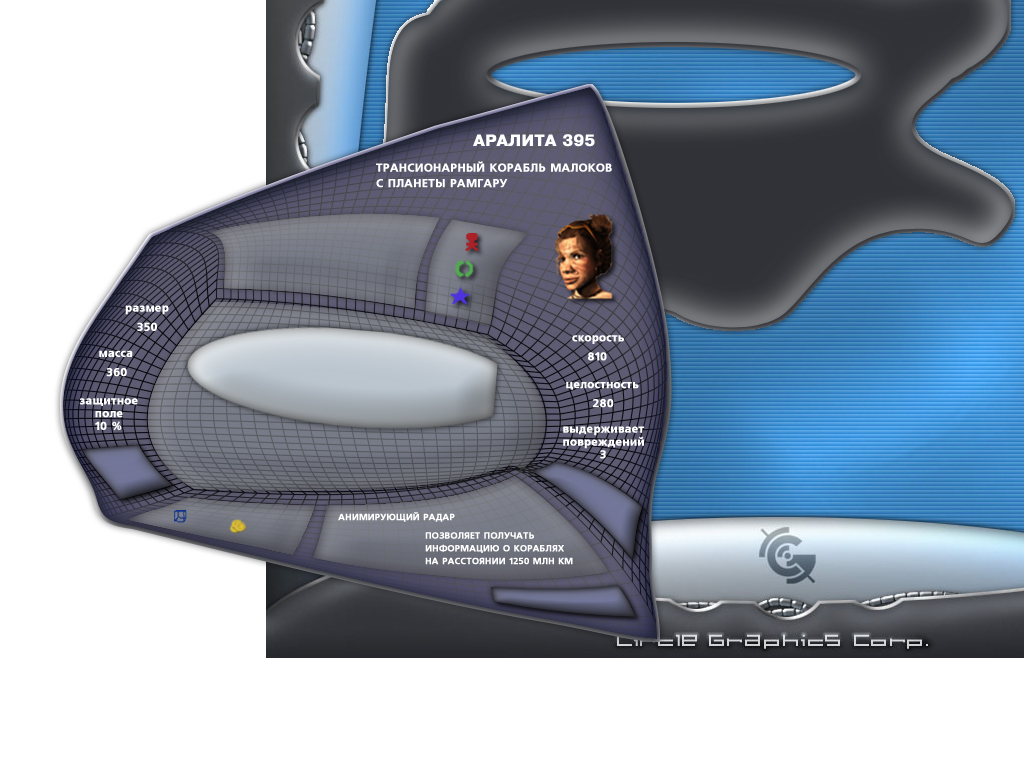 АРАЛИТА 395
ТРАНСИОНАРНЫЙ КОРАБЛЬ МАЛОКОВ
С ПЛАНЕТЫ РАМГАРУ
размер
350
масса
360
защитное
поле
10 %
скорость
810
целостность
280
выдерживает
повреждений
3
АНИМИРУЮЩИЙ РАДАР
ПОЗВОЛЯЕТ ПОЛУЧАТЬ
ИНФОРМАЦИЮ О КОРАБЛЯХ
НА РАССТОЯНИИ 1250 МЛН КМ
Circle Graphics Corp.